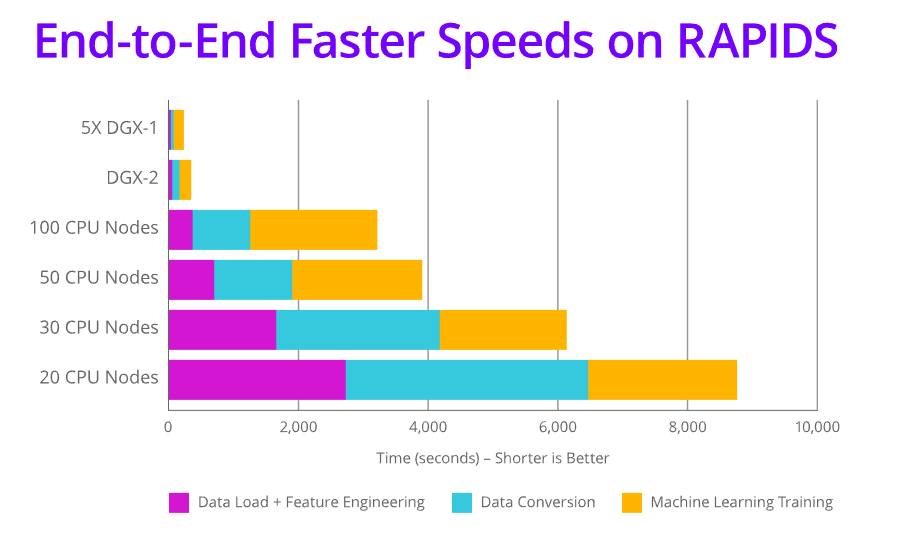 End-to-End Faster Speeds on RAPIDS
5X DGX-1
DGX-2
100 CPU Nodes
50 CPU Nodes
30 CPU Nodes
20 CPU Nodes
0 2,000 4,000 6,000 8,000 10,000
Time (seconds) – Shorter is Better
Data Load + Feature Engineering Data Conversion Machine Learning Training